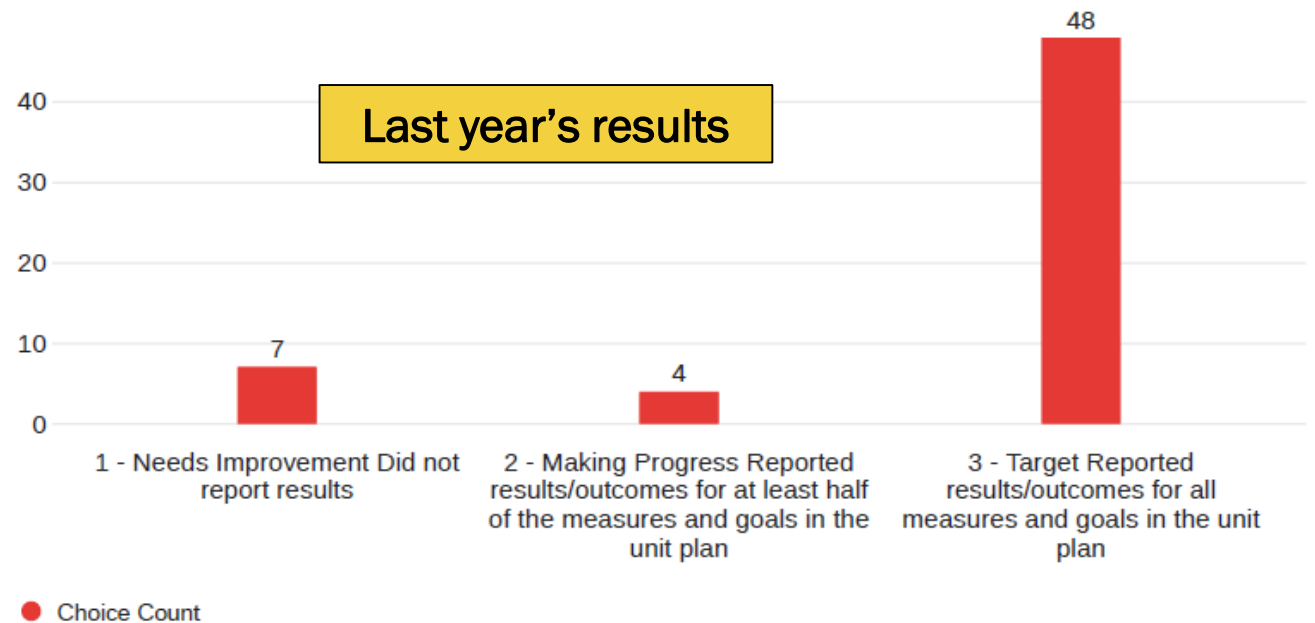 48
40
Last year's results
30
20
10
7
4
0
1 - Needs Improvement Did not
report results
2 - Making Progress Reported
results/outcomes for at least half
of the measures and goals in the
unit plan
3 - Target Reported
results/outcomes for all
measures and goals in the unit
plan
Choice Count